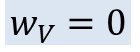 w_V = 0